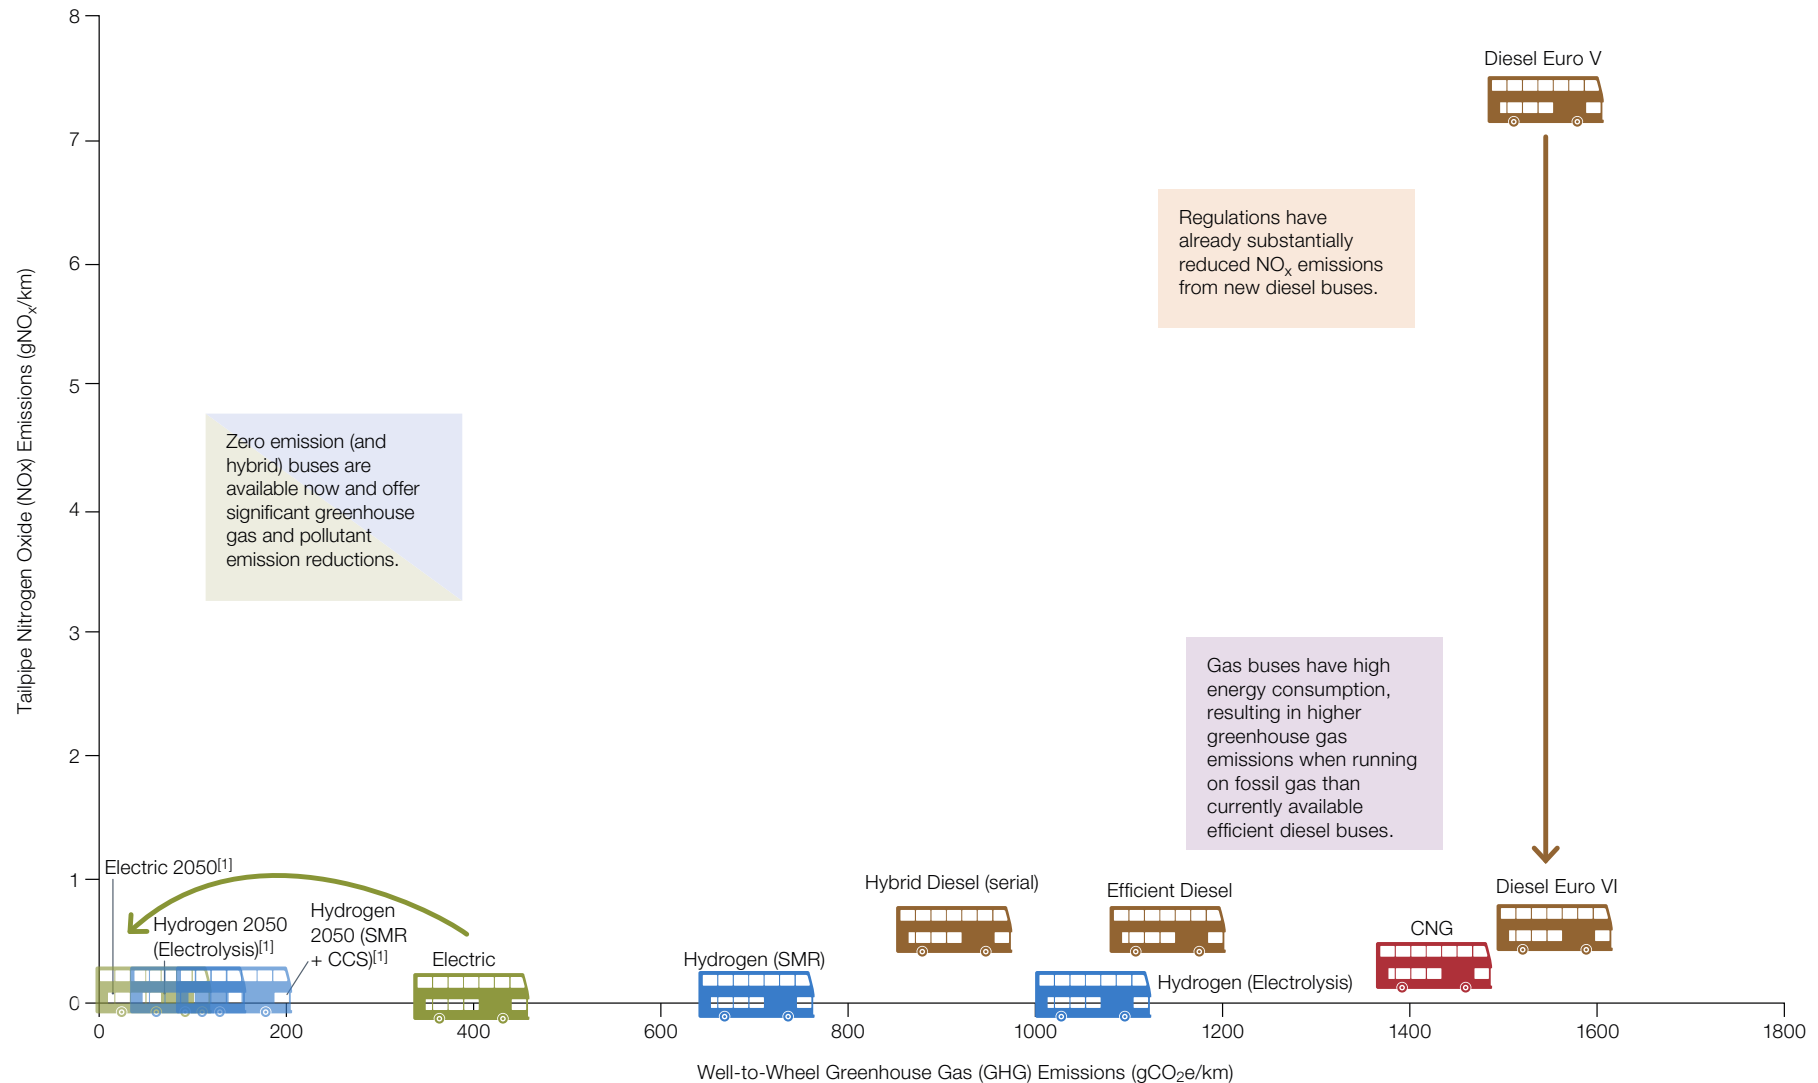 8
7
6
5
4
3
2
1
0
Tailpipe Nitrogen Oxide (NOx) Emissions (gNOₓ/km)
Diesel Euro V
Regulations have
already substantially
reduced NOₓ emissions
from new diesel buses.
Zero emission (and
hybrid) buses are
available now and offer
significant greenhouse
gas and pollutant
emission reductions.
Gas buses have high
energy consumption,
resulting in higher
greenhouse gas
emissions when running
on fossil gas than
currently available
efficient diesel buses.
Electric 2050[1]
Hydrogen 2050
(Electrolysis)[1]
Hydrogen
2050 (SMR
+ CCS)[1]
Electric
Hydrogen (SMR)
Hybrid Diesel (serial)
Efficient Diesel
Hydrogen (Electrolysis)
CNG
Diesel Euro VI
0
200
400
600
800
1000
1200
1400
1600
1800
Well-to-Wheel Greenhouse Gas (GHG) Emissions (gCO₂e/km)